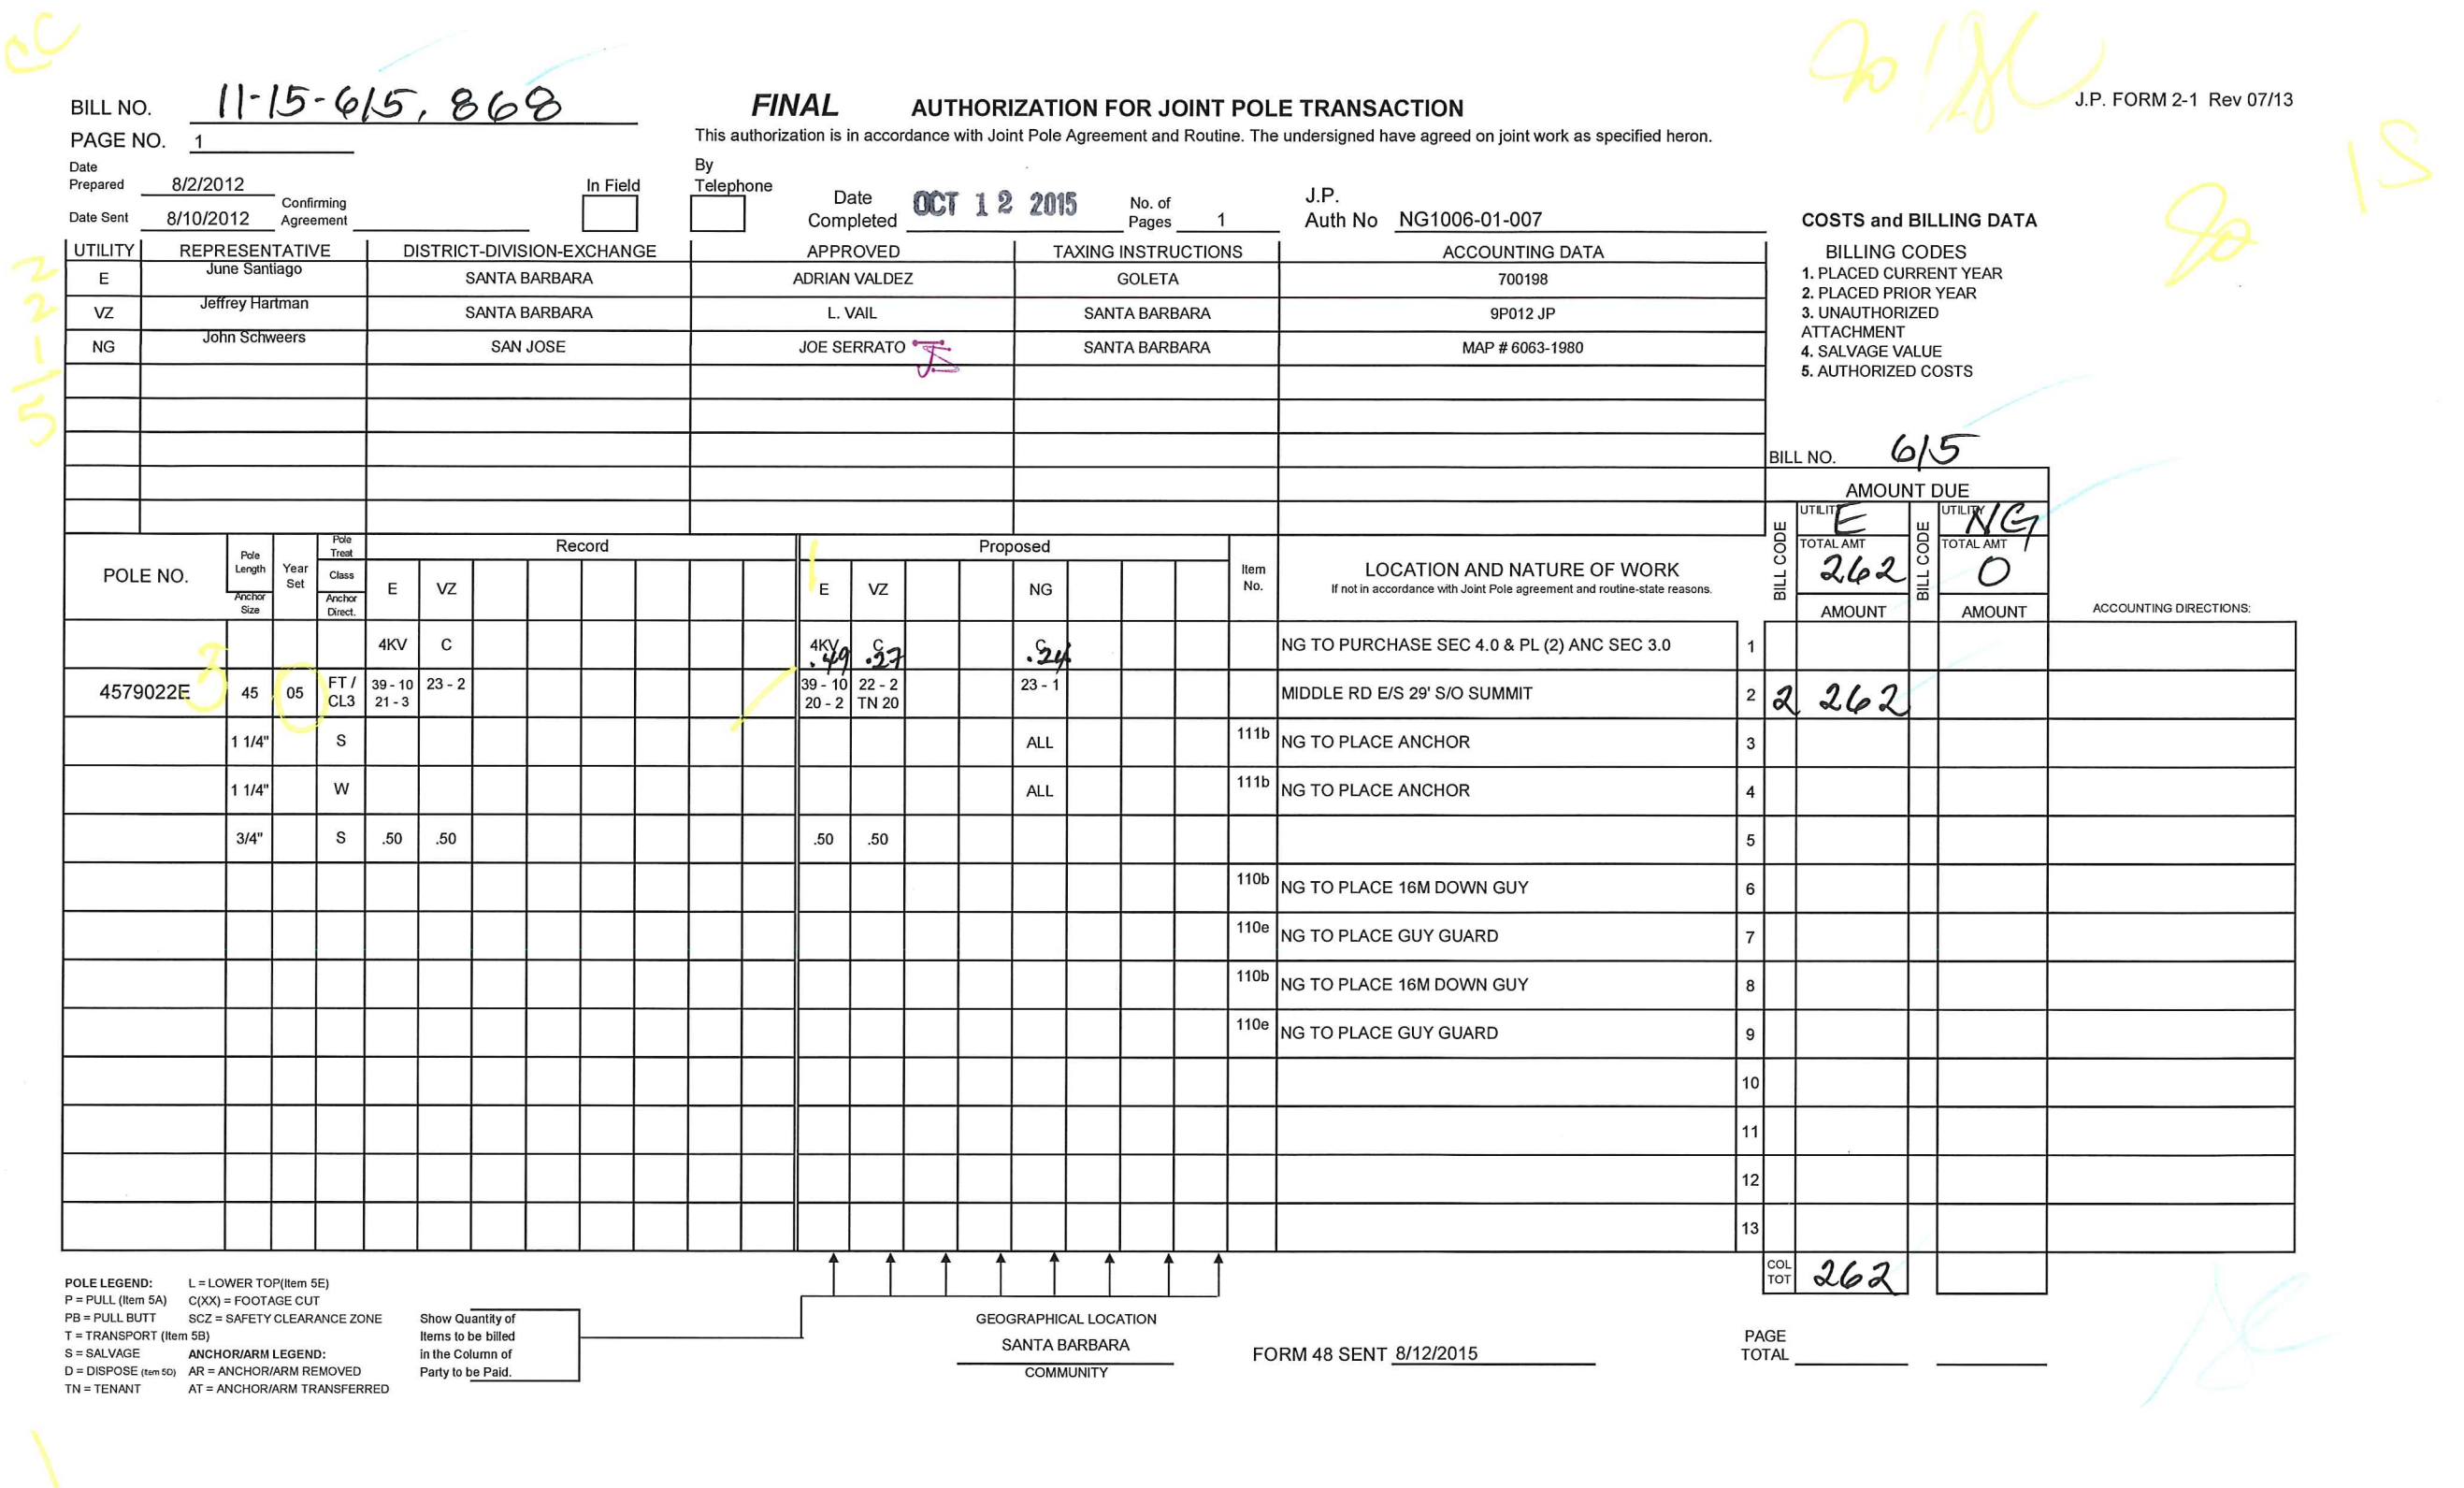 BILL NO. 11-15-615, 868
FINAL AUTHORIZATION FOR JOINT POLE TRANSACTION
J.P. FORM 2-1 Rev 07/13
PAGE NO. 1
This authorization is in accordance with Joint Pole Agreement and Routine. The undersigned have agreed on joint work as specified heron.
Date Prepared 8/2/2012
Date Sent 8/10/2012
Confirming Agreement
In Field
By Telephone
Date Completed OCT 12 2015
No. of Pages 1
J.P. Auth No NG1006-01-007
COSTS and BILLING DATA
BILLING CODES
1. PLACED CURRENT YEAR
2. PLACED PRIOR YEAR
3. UNAUTHORIZED
ATTACHMENT
4. SALVAGE VALUE
5. AUTHORIZED COSTS
UTILITY REPRESENTATIVE DISTRICT-DIVISION-EXCHANGE APPROVED TAXING INSTRUCTIONS ACCOUNTING DATA
E June Santiago SANTA BARBARA ADRIAN VALDEZ GOLETA 700198
VZ Jeffrey Hartman SANTA BARBARA L. VAIL SANTA BARBARA 9P012 JP
NG John Schweers SAN JOSE JOE SERRATO SANTA BARBARA MAP # 6063-1980
BILL NO. 615
AMOUNT DUE
BILL CODE UTILITY E BILL CODE UTILITY NG
TOTAL AMT 262 TOTAL AMT 0
AMOUNT AMOUNT ACCOUNTING DIRECTIONS:
POLE NO. Pole Length Anchor Size Year Set Pole Treat Class Anchor Direct. Record Proposed Item No. LOCATION AND NATURE OF WORK
If not in accordance with Joint Pole agreement and routine-state reasons.
E VZ E VZ NG
4KV C 4KV C C NG TO PURCHASE SEC 4.0 & PL (2) ANC SEC 3.0 1
.49 .27 .24
4579022E 45 05 FT / CL3 39 - 10 23 - 2 39 - 10 22 - 2 23 - 1 MIDDLE RD E/S 29' S/O SUMMIT 2 2 262
21 - 3 20 - 2 TN 20
1 1/4" S ALL 111b NG TO PLACE ANCHOR 3
1 1/4" W ALL 111b NG TO PLACE ANCHOR 4
3/4" S .50 .50 .50 .50 5
110b NG TO PLACE 16M DOWN GUY 6
110e NG TO PLACE GUY GUARD 7
110b NG TO PLACE 16M DOWN GUY 8
110e NG TO PLACE GUY GUARD 9
10
11
12
13
COL TOT 262
POLE LEGEND: L = LOWER TOP(Item 5E)
P = PULL (Item 5A) C(XX) = FOOTAGE CUT
PB = PULL BUTT SCZ = SAFETY CLEARANCE ZONE
T = TRANSPORT (Item 5B)
S = SALVAGE ANCHOR/ARM LEGEND:
D = DISPOSE (Item 5D) AR = ANCHOR/ARM REMOVED
TN = TENANT AT = ANCHOR/ARM TRANSFERRED
Show Quantity of
Items to be billed
in the Column of
Party to be Paid.
GEOGRAPHICAL LOCATION
SANTA BARBARA
COMMUNITY
FORM 48 SENT 8/12/2015
PAGE TOTAL